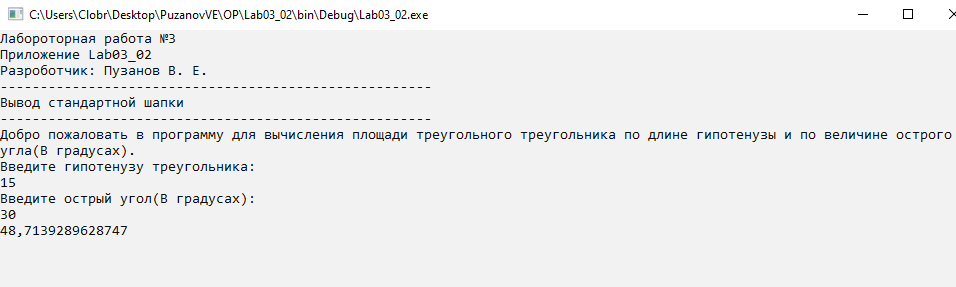 C:\Users\Clobr\Desktop\PuzanovVE\OP\Lab03_02\bin\Debug\Lab03_02.exe
Лабороторная работа №3
Приложение Lab03_02
Разроботчик: Пузанов В. Е.
------------------------------------------------------
Вывод стандартной шапки
------------------------------------------------------
Добро пожаловать в программу для вычисления площади треугольного треугольника по длине гипотенузы и по величине острого
угла(В градусах).
Введите гипотенузу треугольника:
15
Введите острый угол(В градусах):
30
48,7139289628747